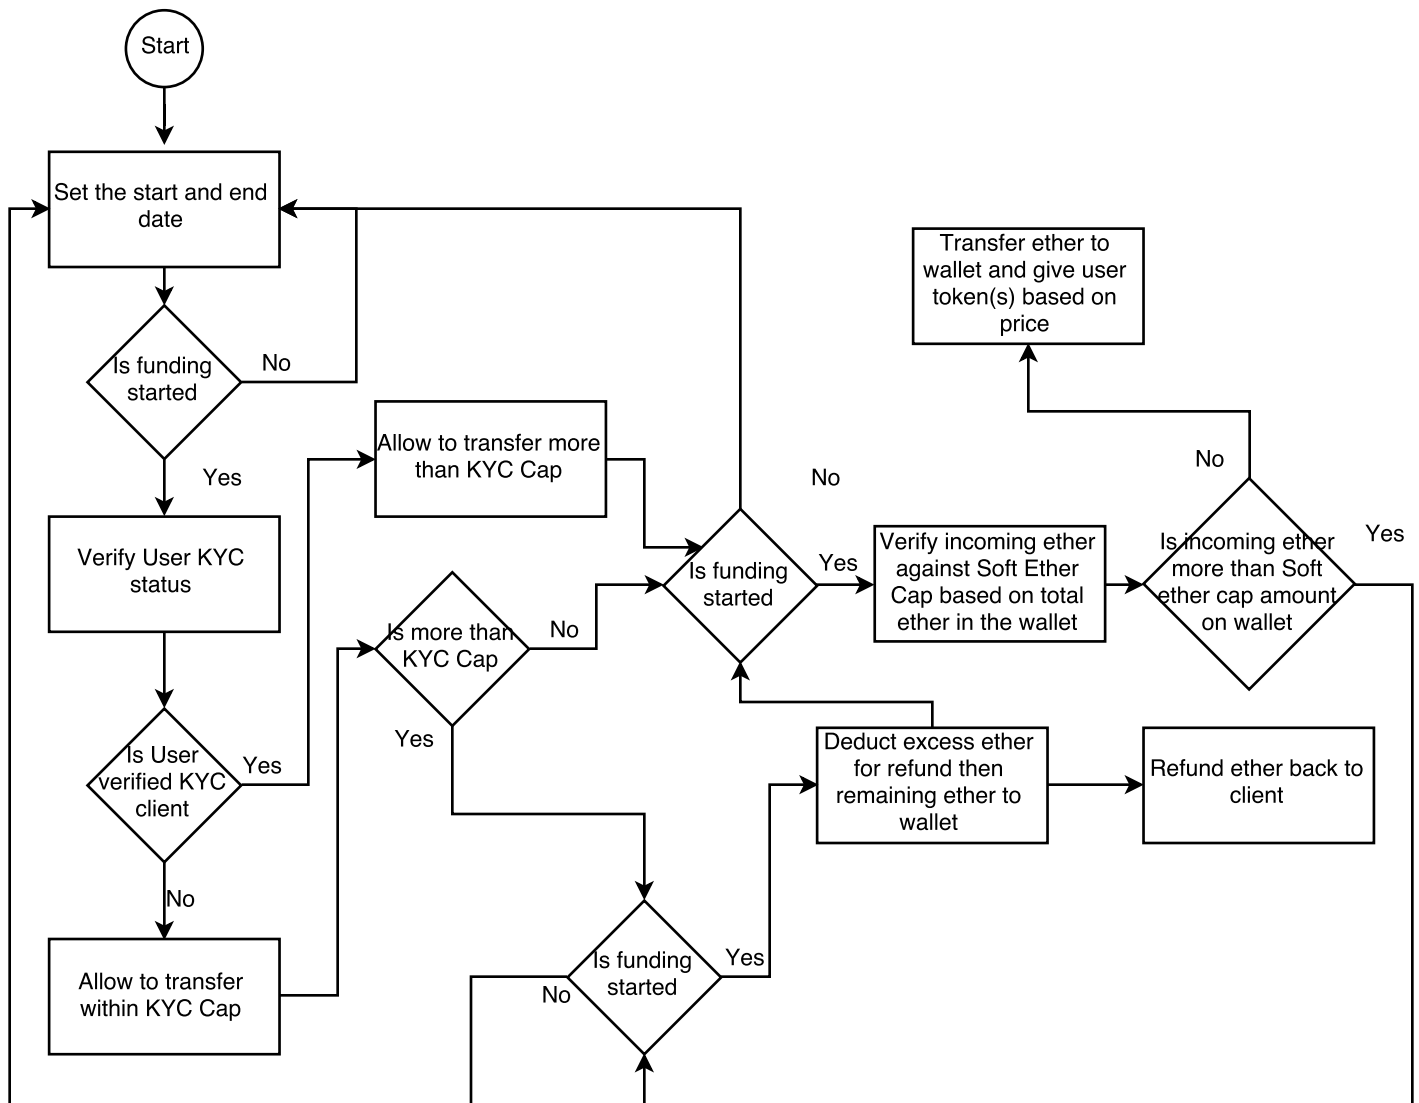 Start
Set the start and end
date
Is funding
started
No
Yes
Verify User KYC
status
Is User
verified KYC
client
Yes
No
Allow to transfer
within KYC Cap
Allow to transfer more
than KYC Cap
Is more than
KYC Cap
No
Yes
Is funding
started
No
Yes
Is funding
started
No
Yes
Verify incoming ether
against Soft Ether
Cap based on total
ether in the wallet
Is incoming ether
more than Soft
ether cap amount
on wallet
No
Yes
Transfer ether to
wallet and give user
token(s) based on
price
Deduct excess ether
for refund then
remaining ether to
wallet
Refund ether back to
client